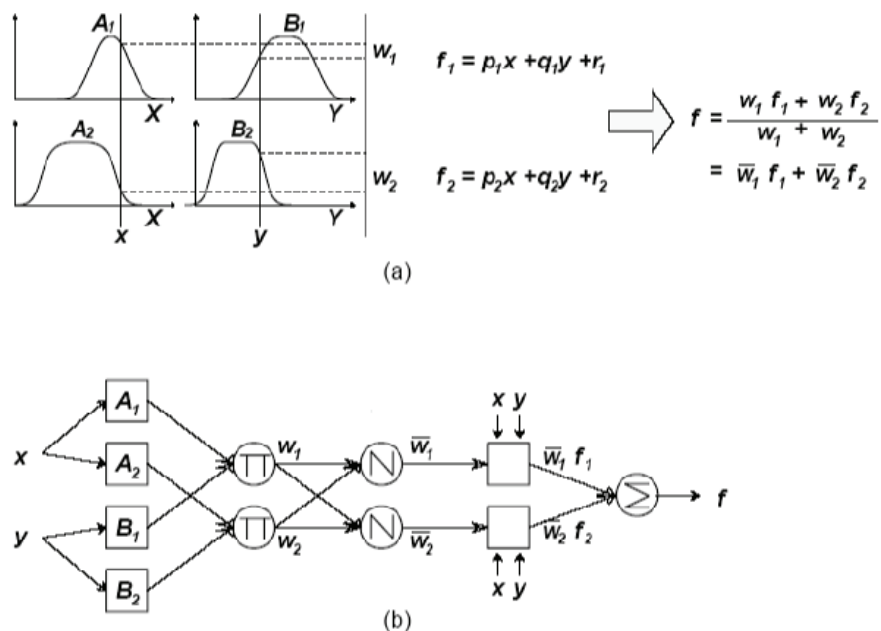 A₁ B₁
w₁
f₁ = p₁x +q₁y +r₁
X Y
A₂ B₂
w₂
f₂ = p₂x +q₂y +r₂
X Y
x y
f = w₁ f₁ + w₂ f₂
w₁ + w₂
= w̅₁ f₁ + w̅₂ f₂
(a)
x y
A₁
x
A₂
∏ w₁ N w̅₁ w̅₁ f₁
y
B₁
B₂
∏ w₂ N w̅₂ w̅₂ f₂
Σ f
x y
(b)